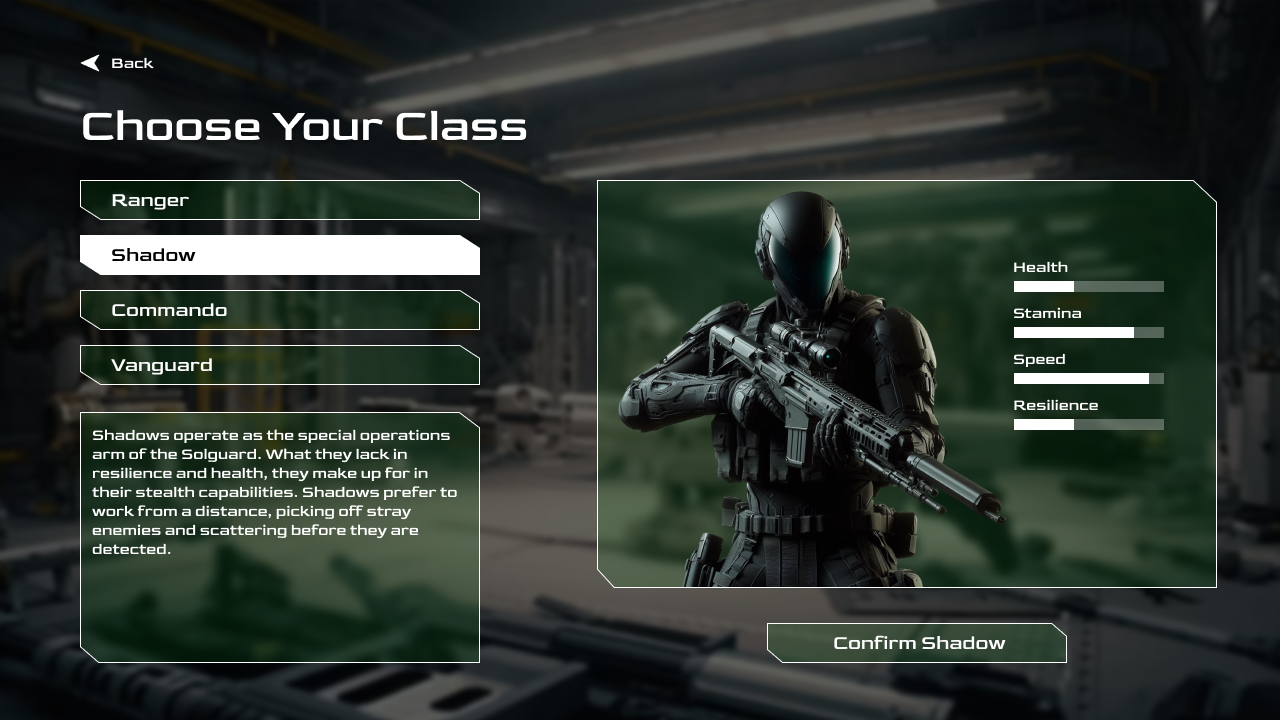 Back
Choose Your Class
Ranger
Shadow
Commando
Vanguard
Shadows operate as the special operations
arm of the Solguard. What they lack in
resilience and health, they make up for in
their stealth capabilities. Shadows prefer to
work from a distance, picking off stray
enemies and scattering before they are
detected.
Health
Stamina
Speed
Resilience
Confirm Shadow